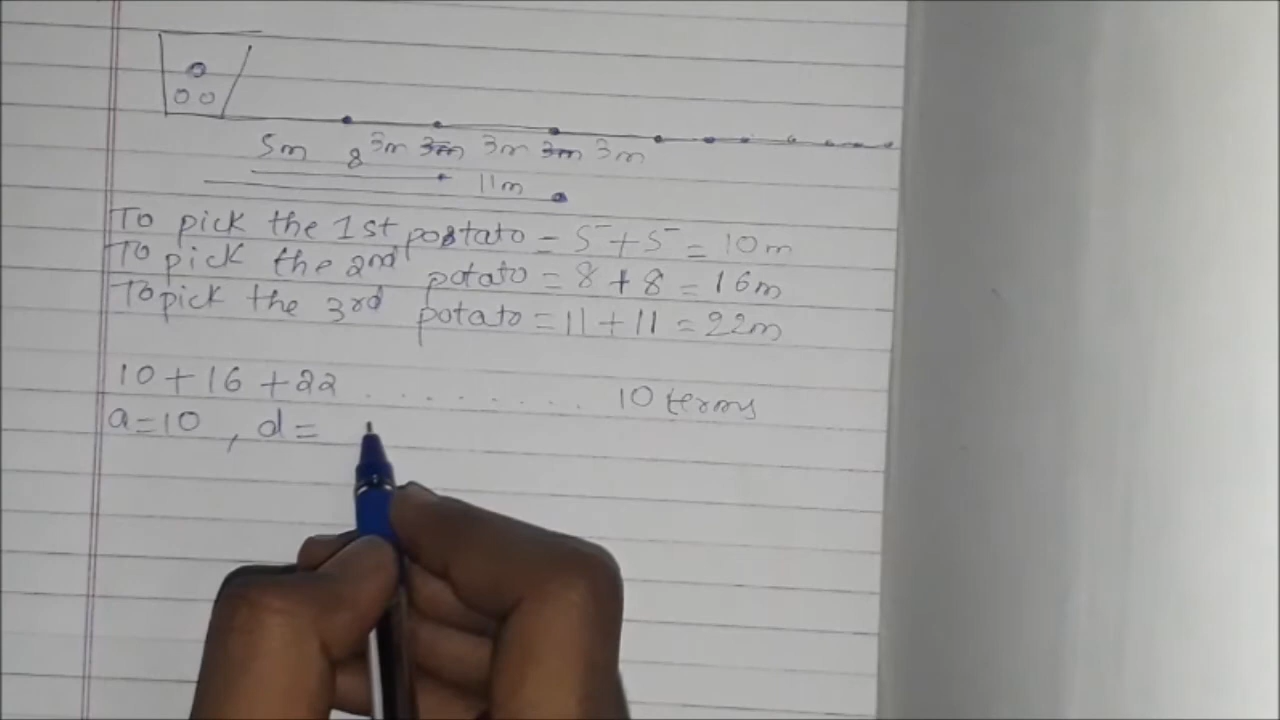 5m 8 3m 3m 3m 3m 3m
11m
To pick the 1st postato = 5 + 5 = 10m
To pick the 2nd potato = 8 + 8 = 16m
To pick the 3rd potato = 11 + 11 = 22m
10 + 16 + 22 . . . . . . . . . 10 terms
a = 10 , d =